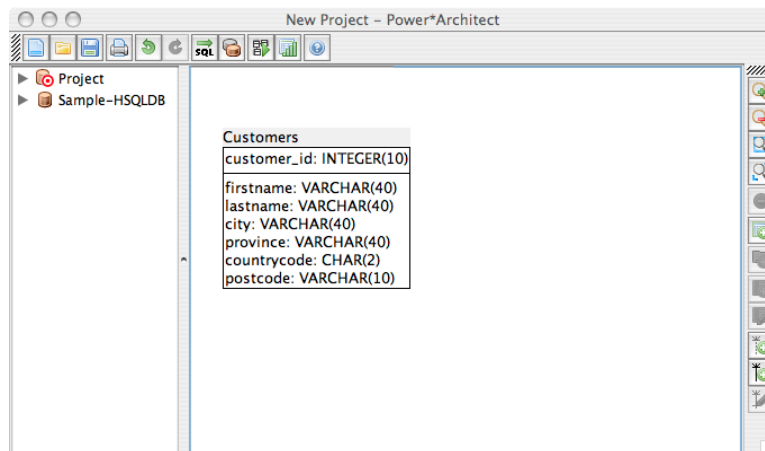 New Project – Power*Architect
SQL
Project
Sample-HSQLDB
Customers
customer_id: INTEGER(10)
firstname: VARCHAR(40)
lastname: VARCHAR(40)
city: VARCHAR(40)
province: VARCHAR(40)
countrycode: CHAR(2)
postcode: VARCHAR(10)